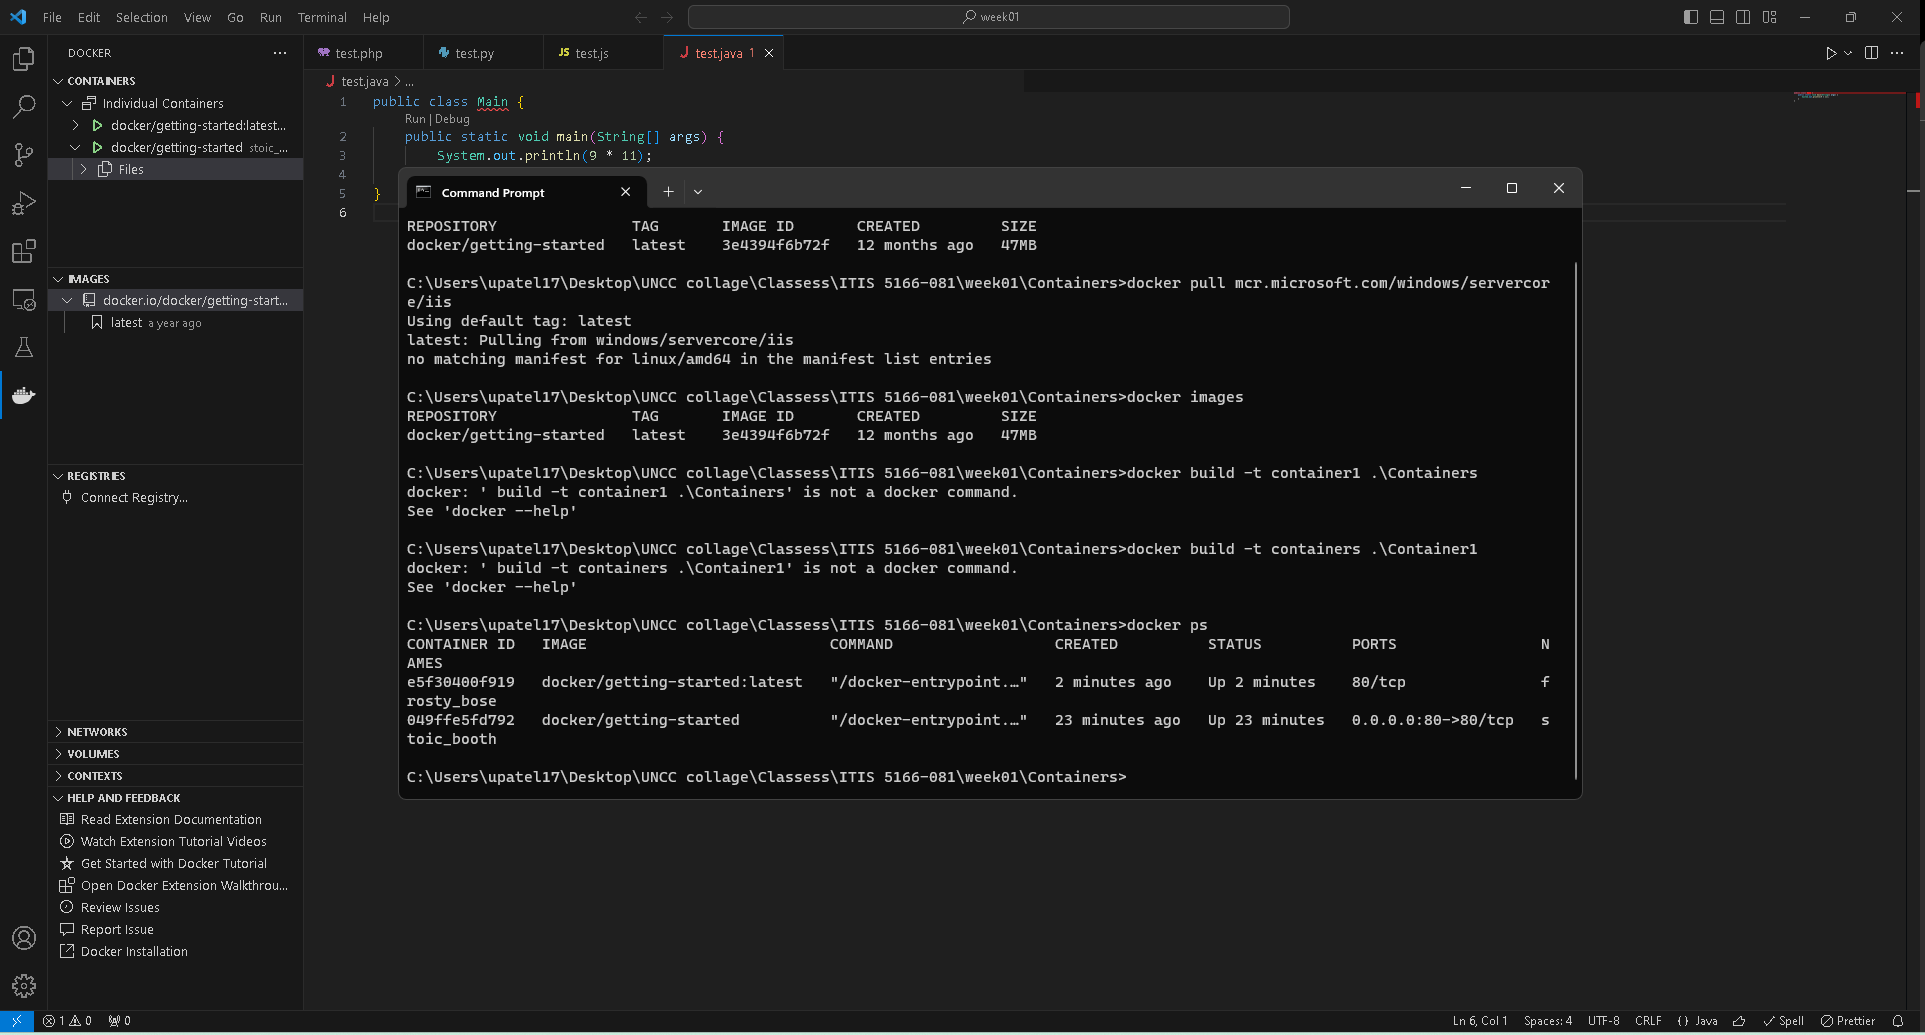 File Edit Selection View Go Run Terminal Help
week01
DOCKER
CONTAINERS
Individual Containers
docker/getting-started:latest...
docker/getting-started stoic_...
Files
IMAGES
docker.io/docker/getting-start...
latest a year ago
REGISTRIES
Connect Registry...
NETWORKS
VOLUMES
CONTEXTS
HELP AND FEEDBACK
Read Extension Documentation
Watch Extension Tutorial Videos
Get Started with Docker Tutorial
Open Docker Extension Walkthrou...
Review Issues
Report Issue
Docker Installation
test.php
test.py
JS test.js
J test.java 1
J test.java > ...
1 public class Main {
Run | Debug
2 public static void main(String[] args) {
3 System.out.println(9 * 11);
4
5 }
6
Command Prompt
REPOSITORY TAG IMAGE ID CREATED SIZE
docker/getting-started latest 3e4394f6b72f 12 months ago 47MB
C:\Users\upatel17\Desktop\UNCC collage\Classess\ITIS 5166-081\week01\Containers>docker pull mcr.microsoft.com/windows/servercor
e/iis
Using default tag: latest
latest: Pulling from windows/servercore/iis
no matching manifest for linux/amd64 in the manifest list entries
C:\Users\upatel17\Desktop\UNCC collage\Classess\ITIS 5166-081\week01\Containers>docker images
REPOSITORY TAG IMAGE ID CREATED SIZE
docker/getting-started latest 3e4394f6b72f 12 months ago 47MB
C:\Users\upatel17\Desktop\UNCC collage\Classess\ITIS 5166-081\week01\Containers>docker build -t container1 .\Containers
docker: ' build -t container1 .\Containers' is not a docker command.
See 'docker --help'
C:\Users\upatel17\Desktop\UNCC collage\Classess\ITIS 5166-081\week01\Containers>docker build -t containers .\Container1
docker: ' build -t containers .\Container1' is not a docker command.
See 'docker --help'
C:\Users\upatel17\Desktop\UNCC collage\Classess\ITIS 5166-081\week01\Containers>docker ps
CONTAINER ID IMAGE COMMAND CREATED STATUS PORTS N
AMES
e5f30400f919 docker/getting-started:latest "/docker-entrypoint.…" 2 minutes ago Up 2 minutes 80/tcp f
rosty_bose
049ffe5fd792 docker/getting-started "/docker-entrypoint.…" 23 minutes ago Up 23 minutes 0.0.0.0:80->80/tcp s
toic_booth
C:\Users\upatel17\Desktop\UNCC collage\Classess\ITIS 5166-081\week01\Containers>
1 0 0
Ln 6, Col 1 Spaces: 4 UTF-8 CRLF {} Java Spell Prettier